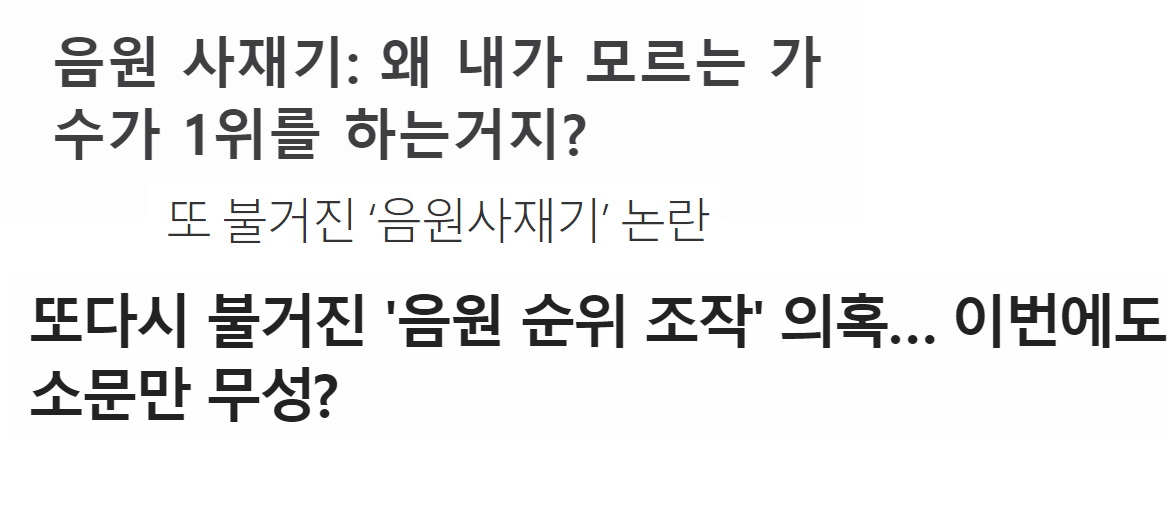 음원 사재기: 왜 내가 모르는 가
수가 1위를 하는거지?
또 불거진 ‘음원사재기’ 논란
또다시 불거진 '음원 순위 조작' 의혹... 이번에도
소문만 무성?